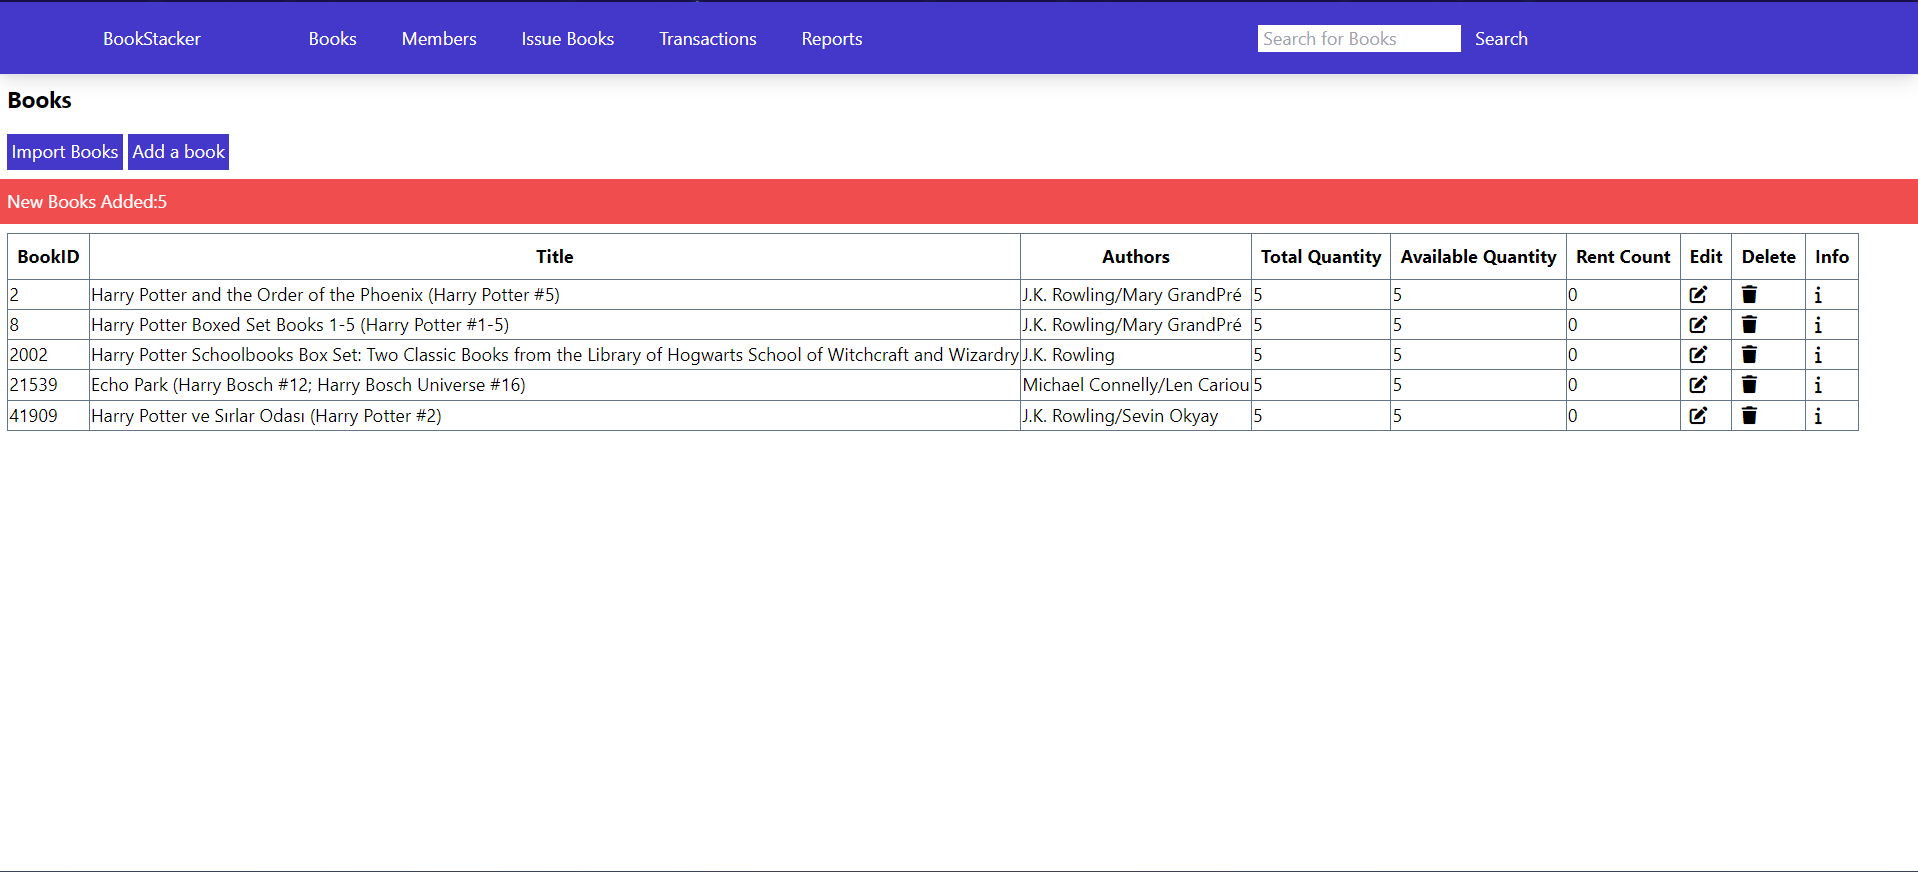 BookStacker Books Members Issue Books Transactions Reports Search for Books Search
Books
Import Books Add a book
New Books Added:5
BookID Title Authors Total Quantity Available Quantity Rent Count Edit Delete Info
2 Harry Potter and the Order of the Phoenix (Harry Potter #5) J.K. Rowling/Mary GrandPré 5 5 0
8 Harry Potter Boxed Set Books 1-5 (Harry Potter #1-5) J.K. Rowling/Mary GrandPré 5 5 0
2002 Harry Potter Schoolbooks Box Set: Two Classic Books from the Library of Hogwarts School of Witchcraft and Wizardry J.K. Rowling 5 5 0
21539 Echo Park (Harry Bosch #12; Harry Bosch Universe #16) Michael Connelly/Len Cariou 5 5 0
41909 Harry Potter ve Sırlar Odası (Harry Potter #2) J.K. Rowling/Sevin Okyay 5 5 0